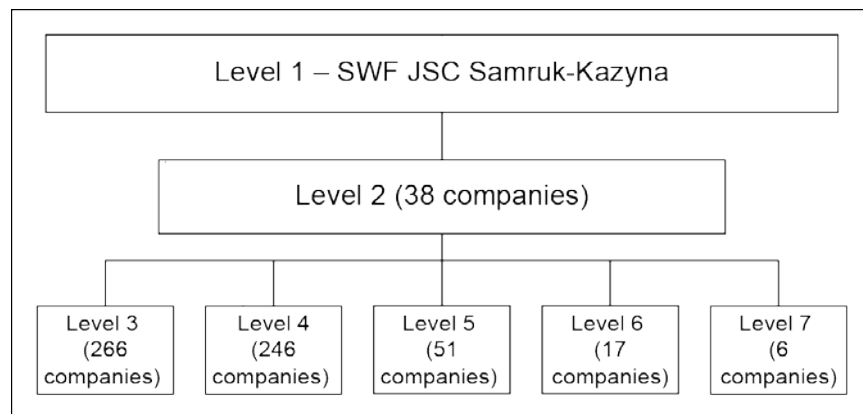 Level 1 – SWF JSC Samruk-Kazyna
Level 2 (38 companies)
Level 3
(266
companies)
Level 4
(246
companies)
Level 5
(51
companies)
Level 6
(17
companies)
Level 7
(6
companies)